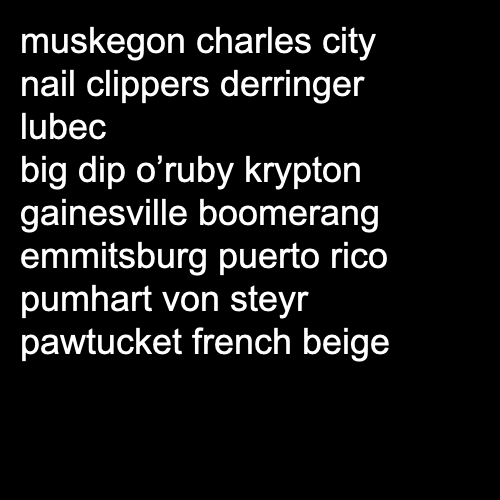 muskegon charles city
nail clippers derringer
lubec
big dip o’ruby krypton
gainesville boomerang
emmitsburg puerto rico
pumhart von steyr
pawtucket french beige